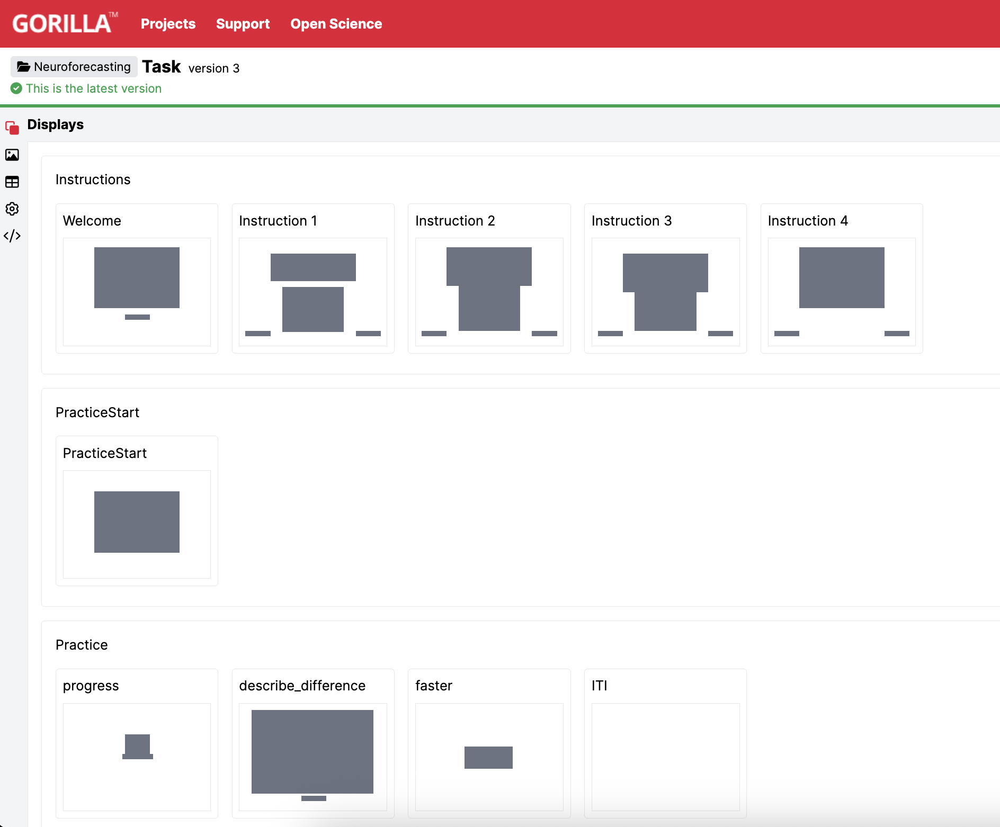 GORILLA™ Projects Support Open Science
Neuroforecasting Task version 3
This is the latest version
Displays
Instructions
Welcome Instruction 1 Instruction 2 Instruction 3 Instruction 4
PracticeStart
PracticeStart
Practice
progress describe_difference faster ITI